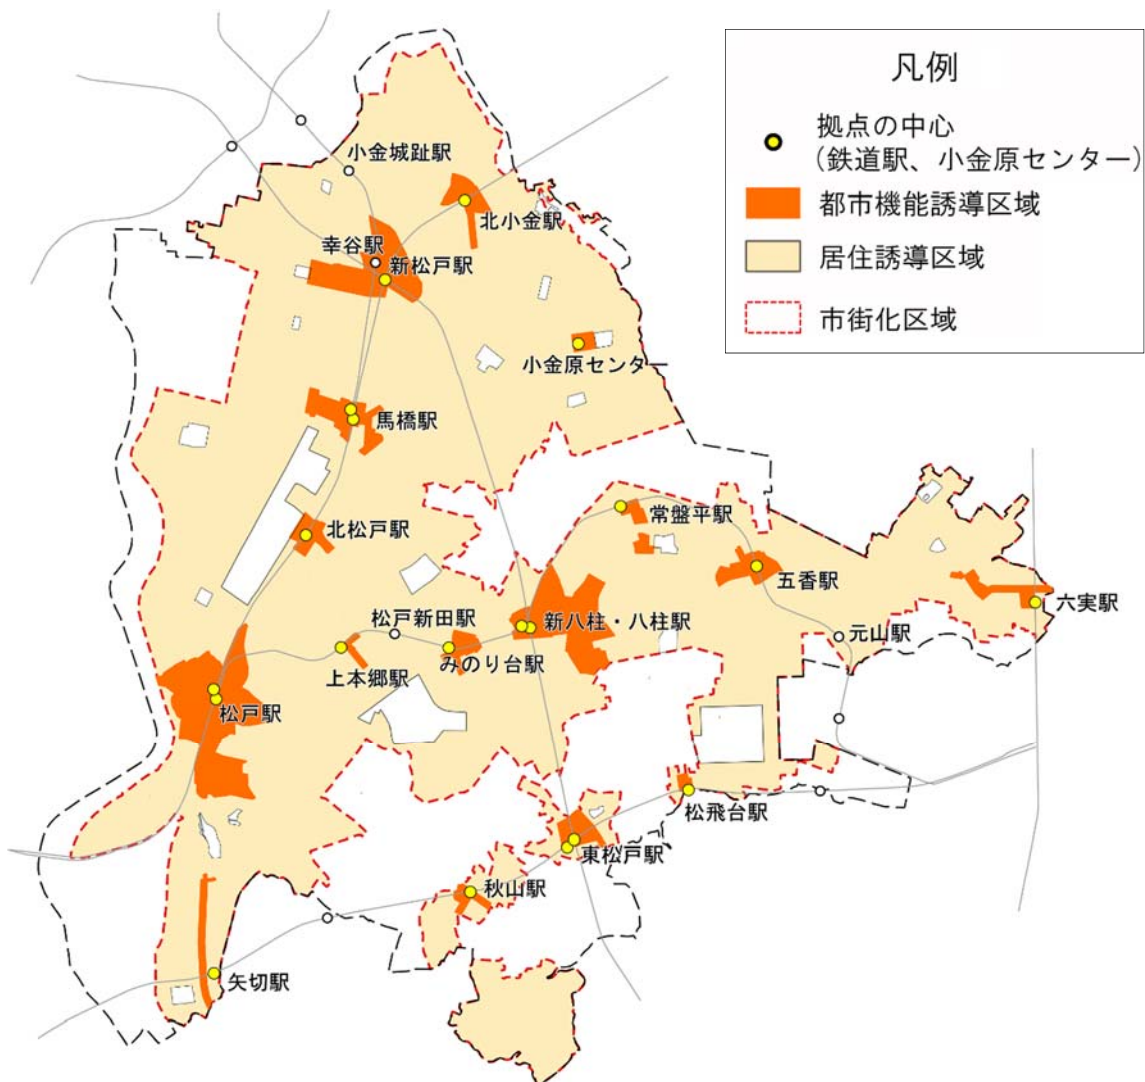 凡例
拠点の中心
（鉄道駅、小金原センター）
都市機能誘導区域
居住誘導区域
市街化区域
小金城趾駅
北小金駅
幸谷駅
新松戸駅
小金原センター
馬橋駅
北松戸駅
常盤平駅
五香駅
六実駅
松戸新田駅
新八柱・八柱駅
元山駅
みのり台駅
上本郷駅
松戸駅
松飛台駅
東松戸駅
秋山駅
矢切駅